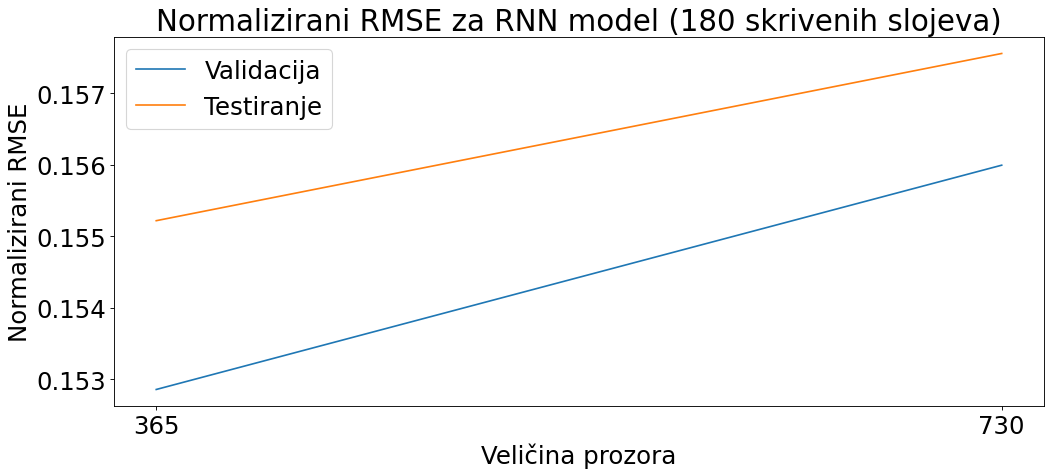 Normalizirani RMSE za RNN model (180 skrivenih slojeva)
Validacija
Testiranje
Normalizirani RMSE
0.157
0.156
0.155
0.154
0.153
365
730
Veličina prozora